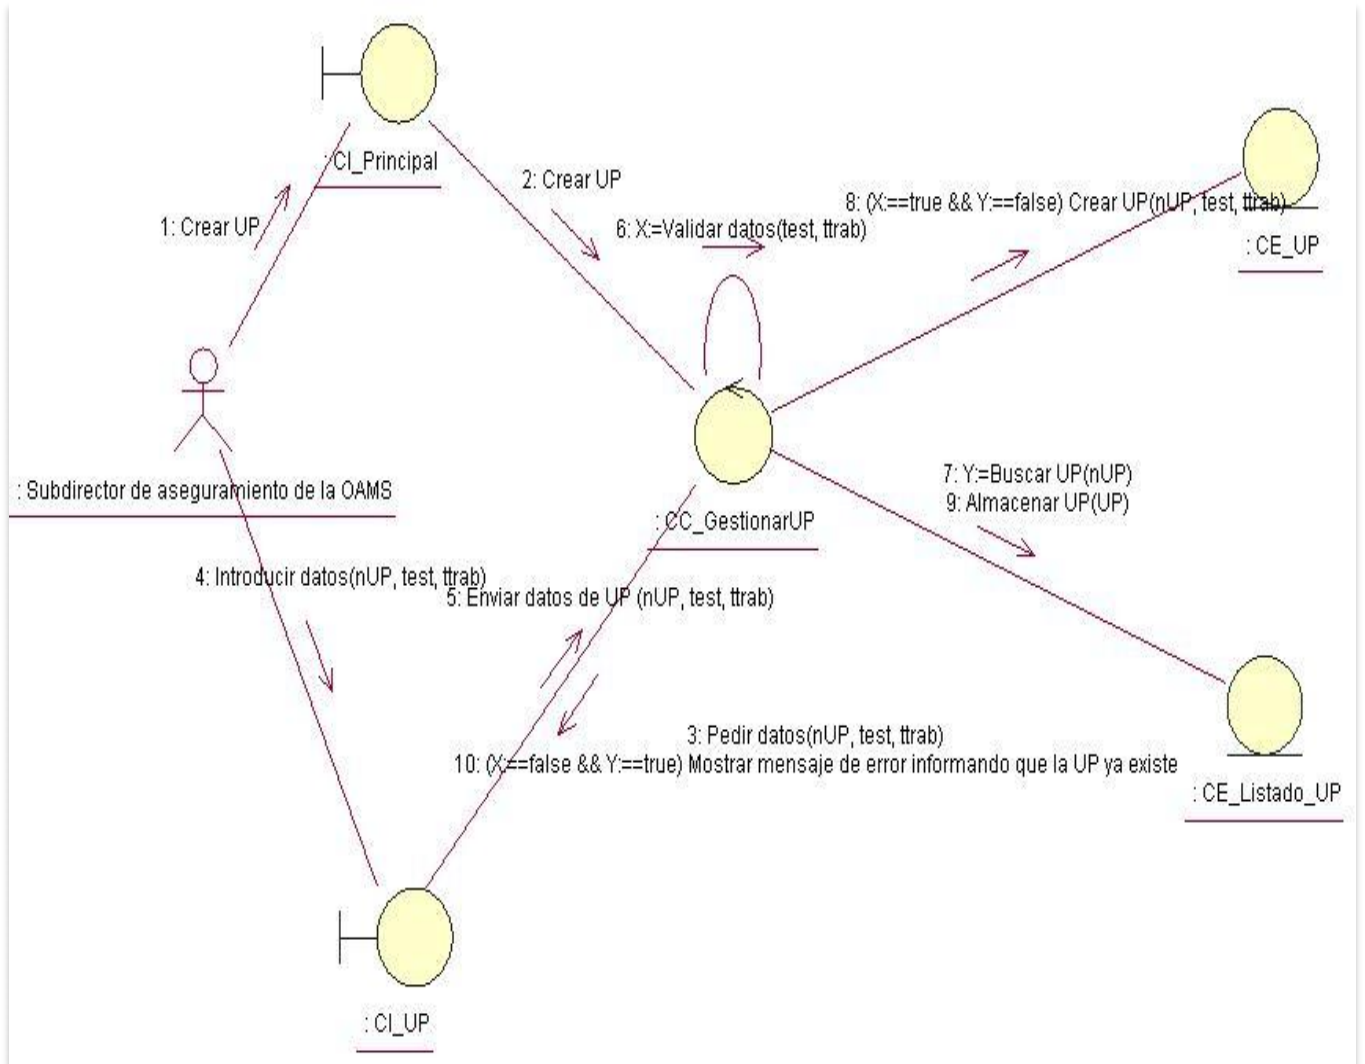 : CI_Principal
2: Crear UP
8: (X:==true && Y:==false) Crear UP(nUP, test, ttrab)
1: Crear UP
6: X:=Validar datos(test, ttrab)
: CE_UP
7: Y:=Buscar UP(nUP)
9: Almacenar UP(UP)
: Subdirector de aseguramiento de la OAMS
: CC_GestionarUP
4: Introducir datos(nUP, test, ttrab)
5: Enviar datos de UP (nUP, test, ttrab)
3: Pedir datos(nUP, test, ttrab)
10: (X:==false && Y:==true) Mostrar mensaje de error informando que la UP ya existe
: CE_Listado_UP
: CI_UP